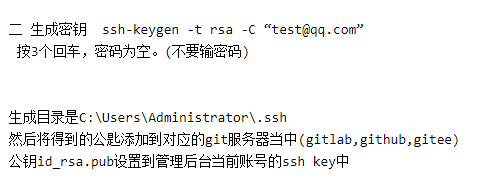 二 生成密钥  ssh-keygen -t rsa -C “test@qq.com”
按3个回车，密码为空。(不要输密码)
生成目录是C:\Users\Administrator\.ssh
然后将得到的公匙添加到对应的git服务器当中(gitlab,github,gitee)
公钥id_rsa.pub设置到管理后台当前账号的ssh key中